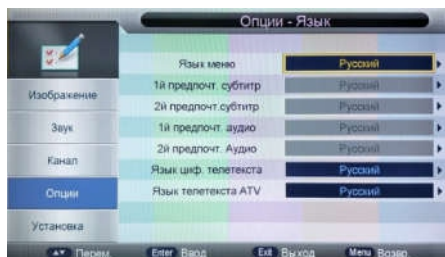 Опции - Язык
Язык меню Русский
1й предпочт. субтитр Русский
2й предпочт.субтитр Русский
1й предпочт. аудио Русский
2й предпочт. Аудио Русский
Язык циф. телетекста Русский
Язык телетекста ATV Русский
Изображение
Звук
Канал
Опции
Установка
Перем Enter Ввод Exit Выход Menu Возвр